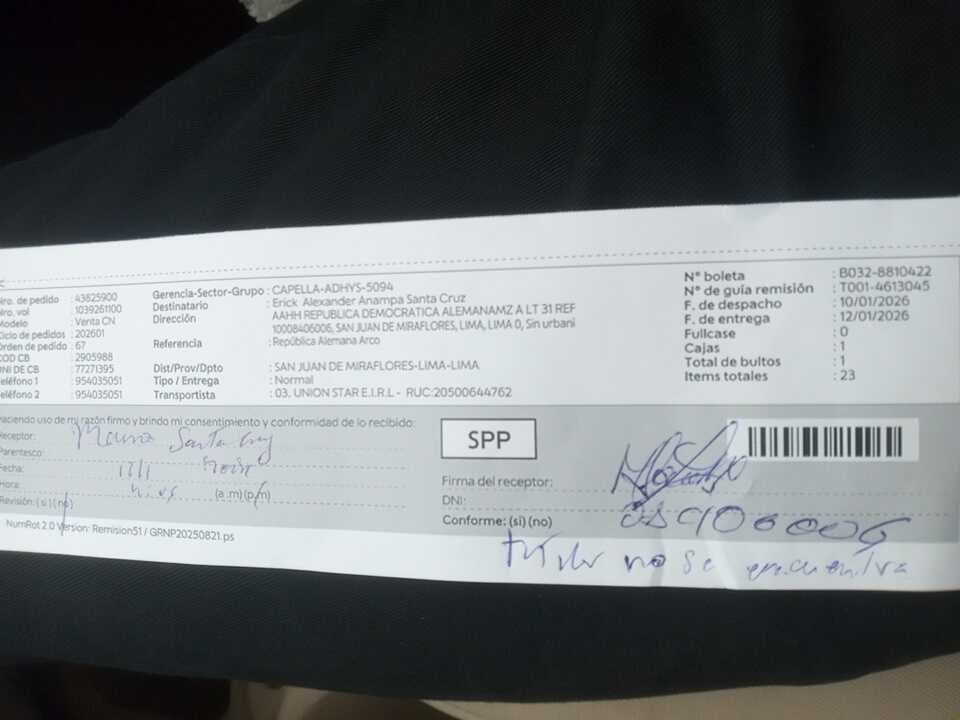 Nro. de pedido : 43825900
Nro. vol : 1039261100
Modelo : Venta CN
Ciclo de pedidos : 202601
Orden de pedido : 67
COD CB : 2905988
DNI DE CB : 77271395
Teléfono 1 : 954035051
Teléfono 2 : 954035051
Gerencia-Sector-Grupo : CAPELLA-ADHYS-5094
Destinatario : Erick Alexander Anampa Santa Cruz
Dirección : AAHH REPUBLICA DEMOCRATICA ALEMANAMZ A LT 31 REF
10008406006, SAN JUAN DE MIRAFLORES, LIMA, LIMA 0, Sin urbani
Referencia : República Alemana Arco
Dist/Prov/Dpto : SAN JUAN DE MIRAFLORES-LIMA-LIMA
Tipo / Entrega : Normal
Transportista : 03. UNION STAR E.I.R.L - RUC:20500644762
N° boleta : B032-8810422
N° de guía remisión : T001-4613045
F. de despacho : 10/01/2026
F. de entrega : 12/01/2026
Fullcase : 0
Cajas : 1
Total de bultos : 1
Items totales : 23
Haciendo uso de mi razón firmo y brindo mi consentimiento y conformidad de lo recibido:
Receptor: Santa Cruz
Parentesco:
Fecha:
Hora: (a.m)(p.m)
Revisión: (si)(no)
NumRot 2.0 Version: Remision51 / GRNP20250821.ps
SPP
Firma del receptor:
DNI:
Conforme: (si) (no)
no se encuentra